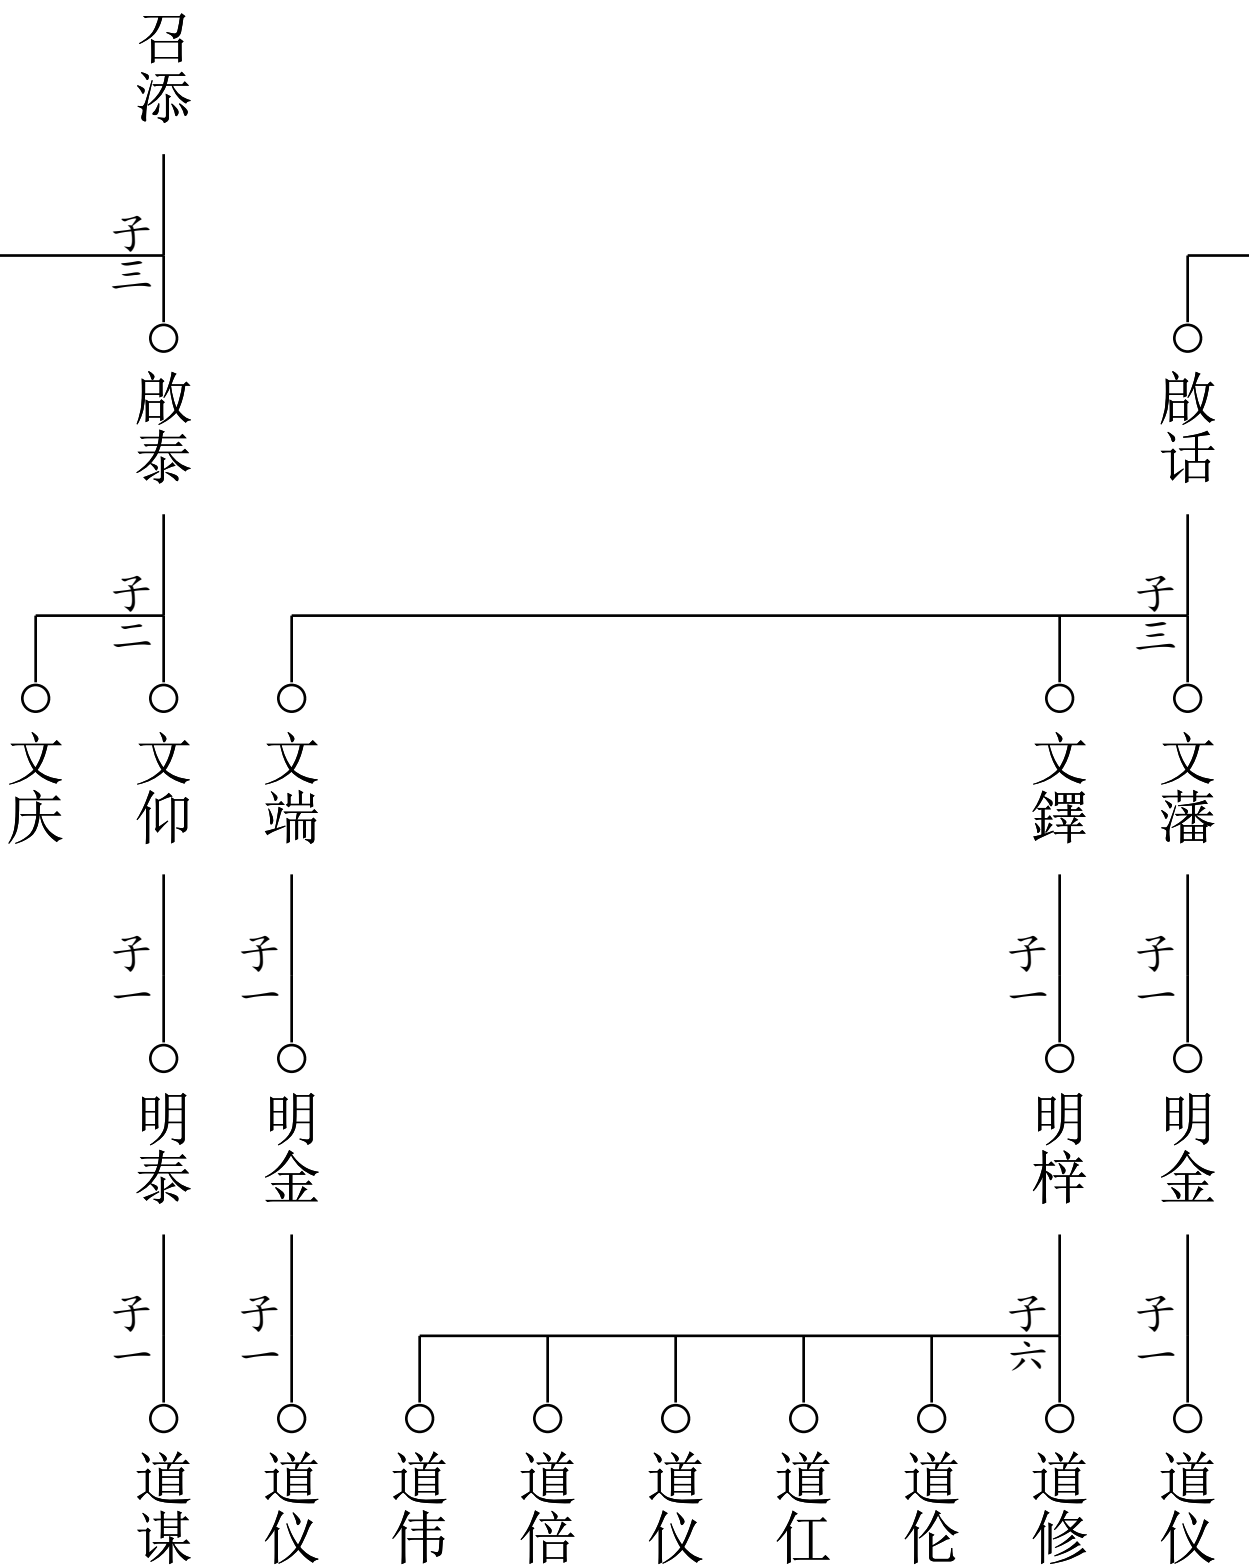 召添
子三
啟泰
啟话
子二
子三
文庆
文仰
文端
文鐸
文藩
子一
子一
子一
子一
明泰
明金
明梓
明金
子一
子一
子六
子一
道谋
道仪
道伟
道倍
道仪
道仜
道伦
道修
道仪